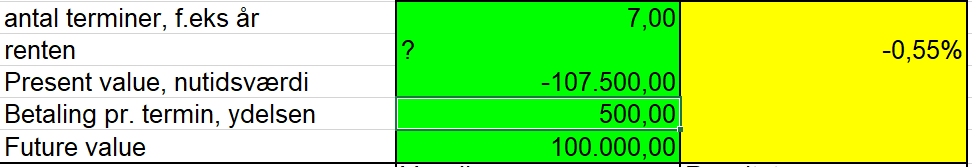 antal terminer, f.eks år 7,00
renten ? -0,55%
Present value, nutidsværdi -107.500,00
Betaling pr. termin, ydelsen 500,00
Future value 100.000,00